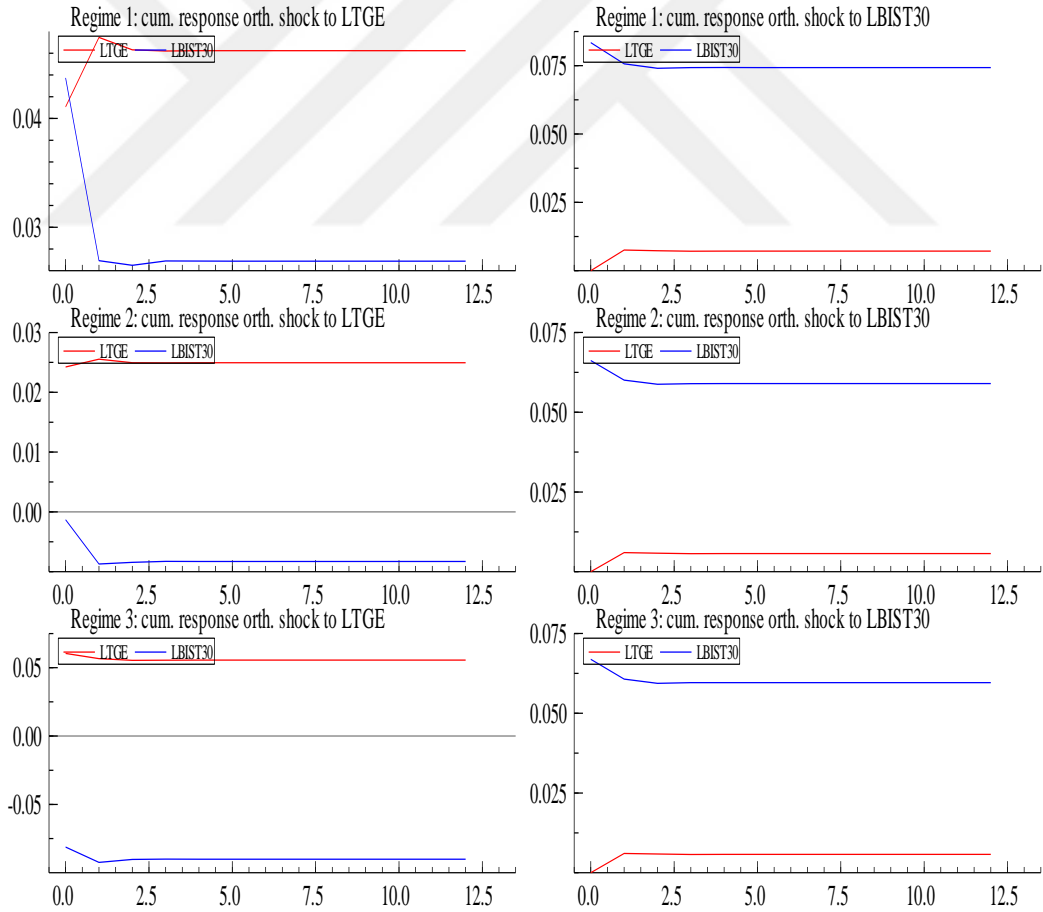 Regime 1: cum. response orth. shock to LTGE
LTGE LBIST30
0.04
0.03
0.0 2.5 5.0 7.5 10.0 12.5
Regime 1: cum. response orth. shock to LBIST30
LTGE LBIST30
0.075
0.050
0.025
0.0 2.5 5.0 7.5 10.0 12.5
Regime 2: cum. response orth. shock to LTGE
0.03
LTGE LBIST30
0.02
0.01
0.00
0.0 2.5 5.0 7.5 10.0 12.5
Regime 2: cum. response orth. shock to LBIST30
0.075
LTGE LBIST30
0.050
0.025
0.0 2.5 5.0 7.5 10.0 12.5
Regime 3: cum. response orth. shock to LTGE
LTGE LBIST30
0.05
0.00
-0.05
0.0 2.5 5.0 7.5 10.0 12.5
Regime 3: cum. response orth. shock to LBIST30
0.075
LTGE LBIST30
0.050
0.025
0.0 2.5 5.0 7.5 10.0 12.5